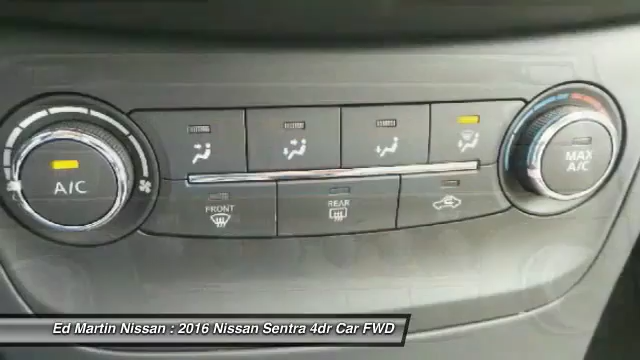 A/C
FRONT
REAR
MAX
A/C
Ed Martin Nissan : 2016 Nissan Sentra 4dr Car FWD